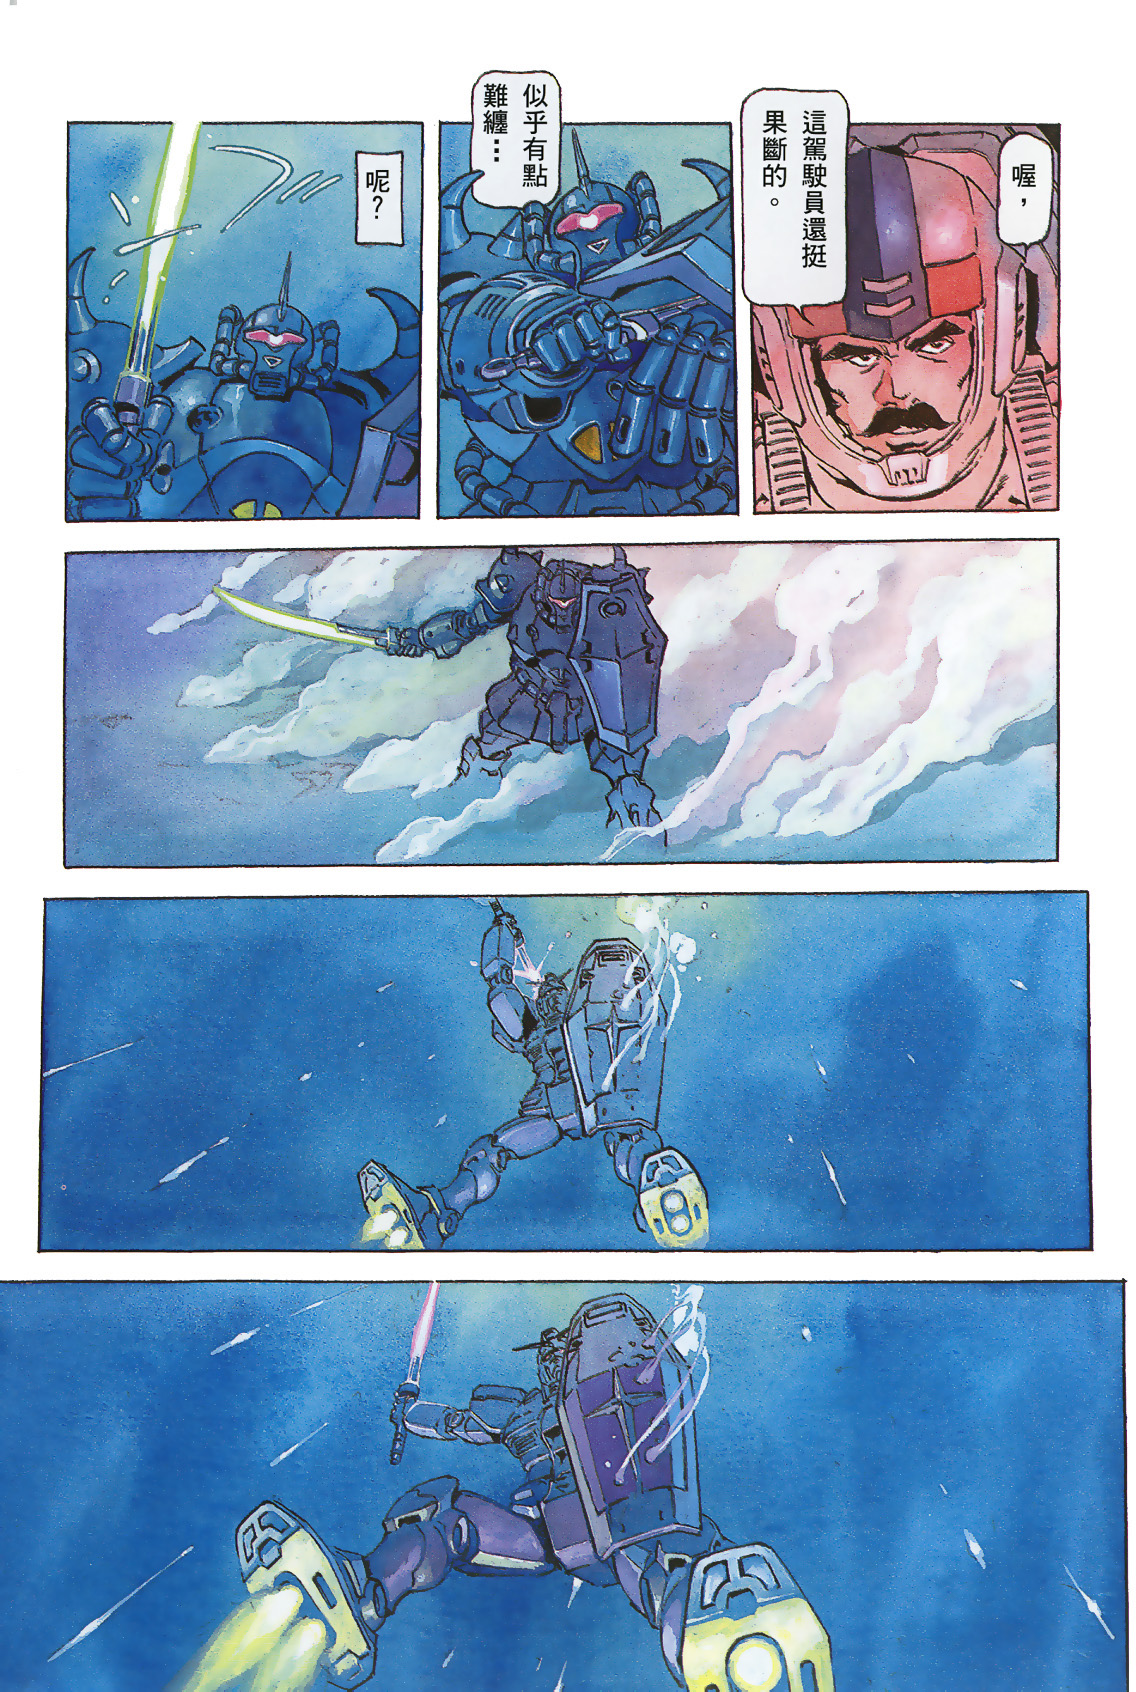 喔，
這駕駛員還挺
果斷的。
似乎有點
難纏…
呢？